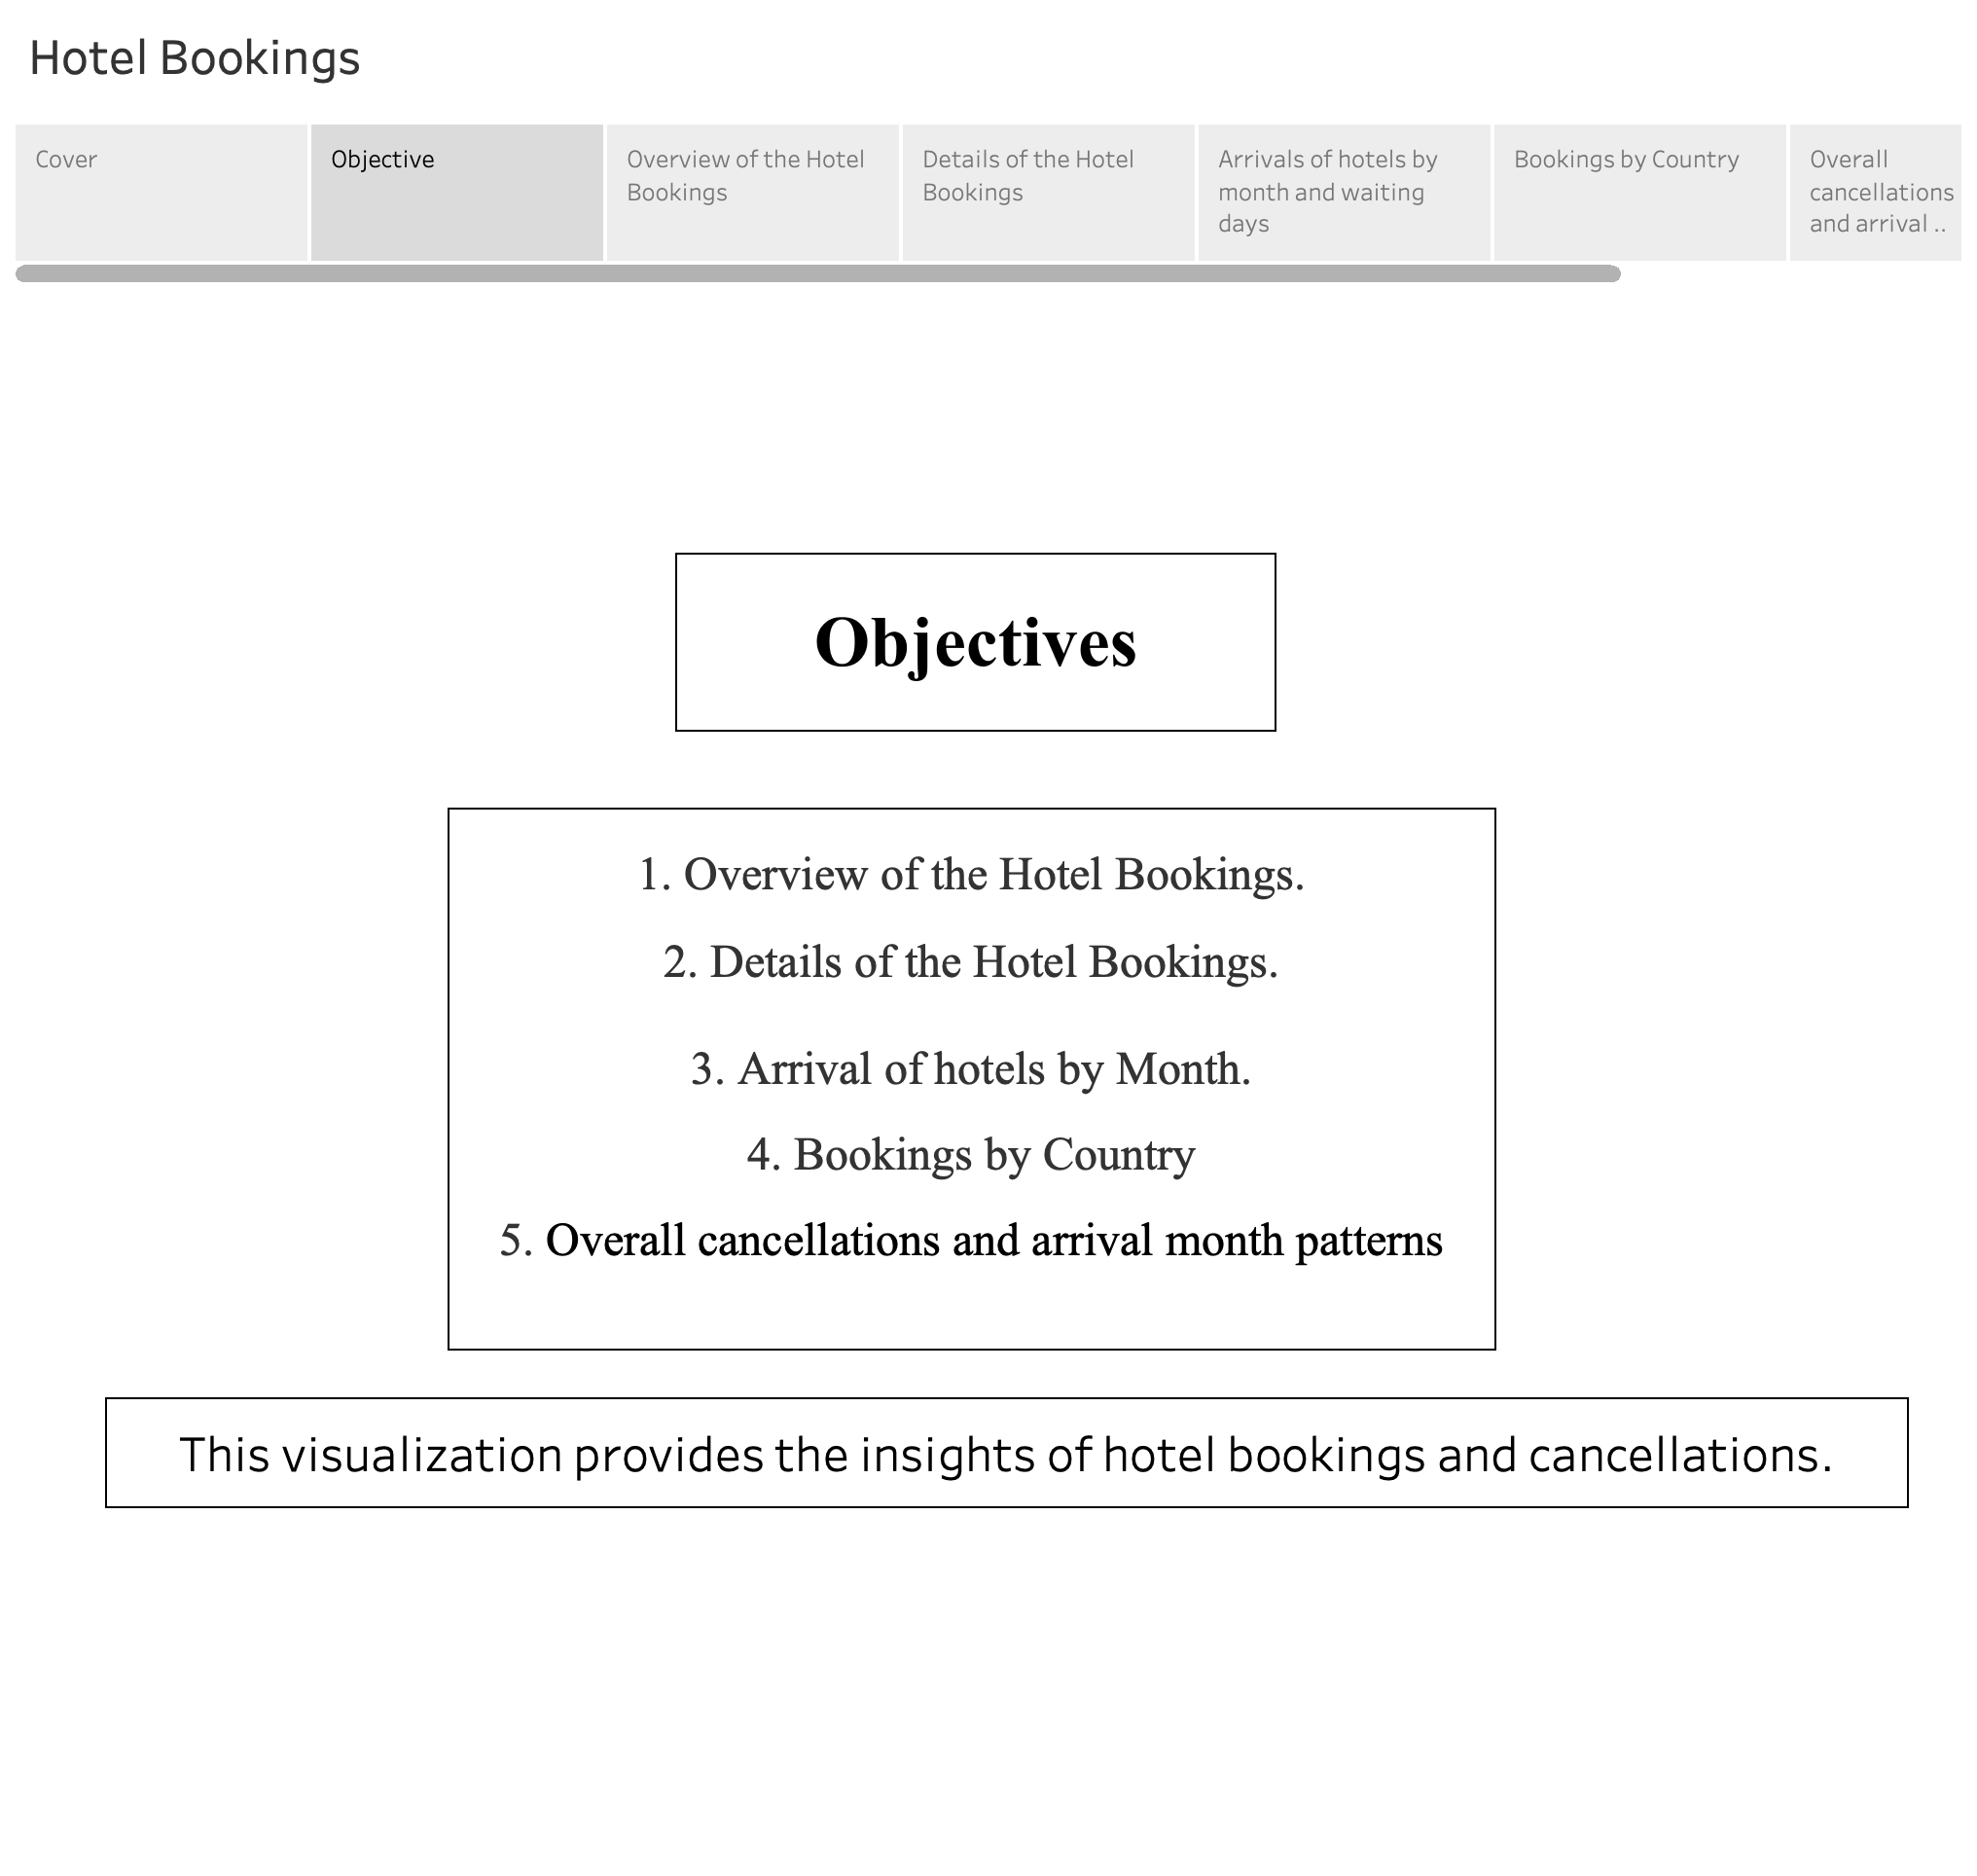 Hotel Bookings
Cover
Objective
Overview of the Hotel
Bookings
Details of the Hotel
Bookings
Arrivals of hotels by
month and waiting
days
Bookings by Country
Overall
cancellations
and arrival ..
Objectives
1. Overview of the Hotel Bookings.
2. Details of the Hotel Bookings.
3. Arrival of hotels by Month.
4. Bookings by Country
5. Overall cancellations and arrival month patterns
This visualization provides the insights of hotel bookings and cancellations.